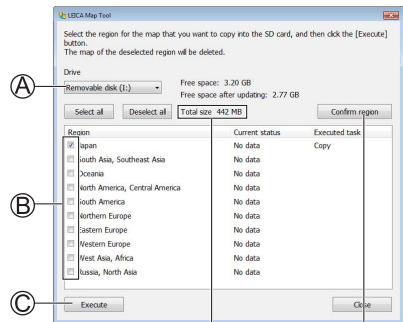 LEICA Map Tool
Select the region for the map that you want to copy into the SD card, and then click the [Execute]
button.
The map of the deselected region will be deleted.
Drive
A
Removable disk (I:)
Free space: 3.20 GB
Free space after updating: 2.77 GB
Select all Deselect all Total size 442 MB Confirm region
Region Current status Executed task
Japan No data Copy
South Asia, Southeast Asia No data
Oceania No data
North America, Central America No data
B
South America No data
Northern Europe No data
Eastern Europe No data
Western Europe No data
West Asia, Africa No data
Russia, North Asia No data
C
Execute Close